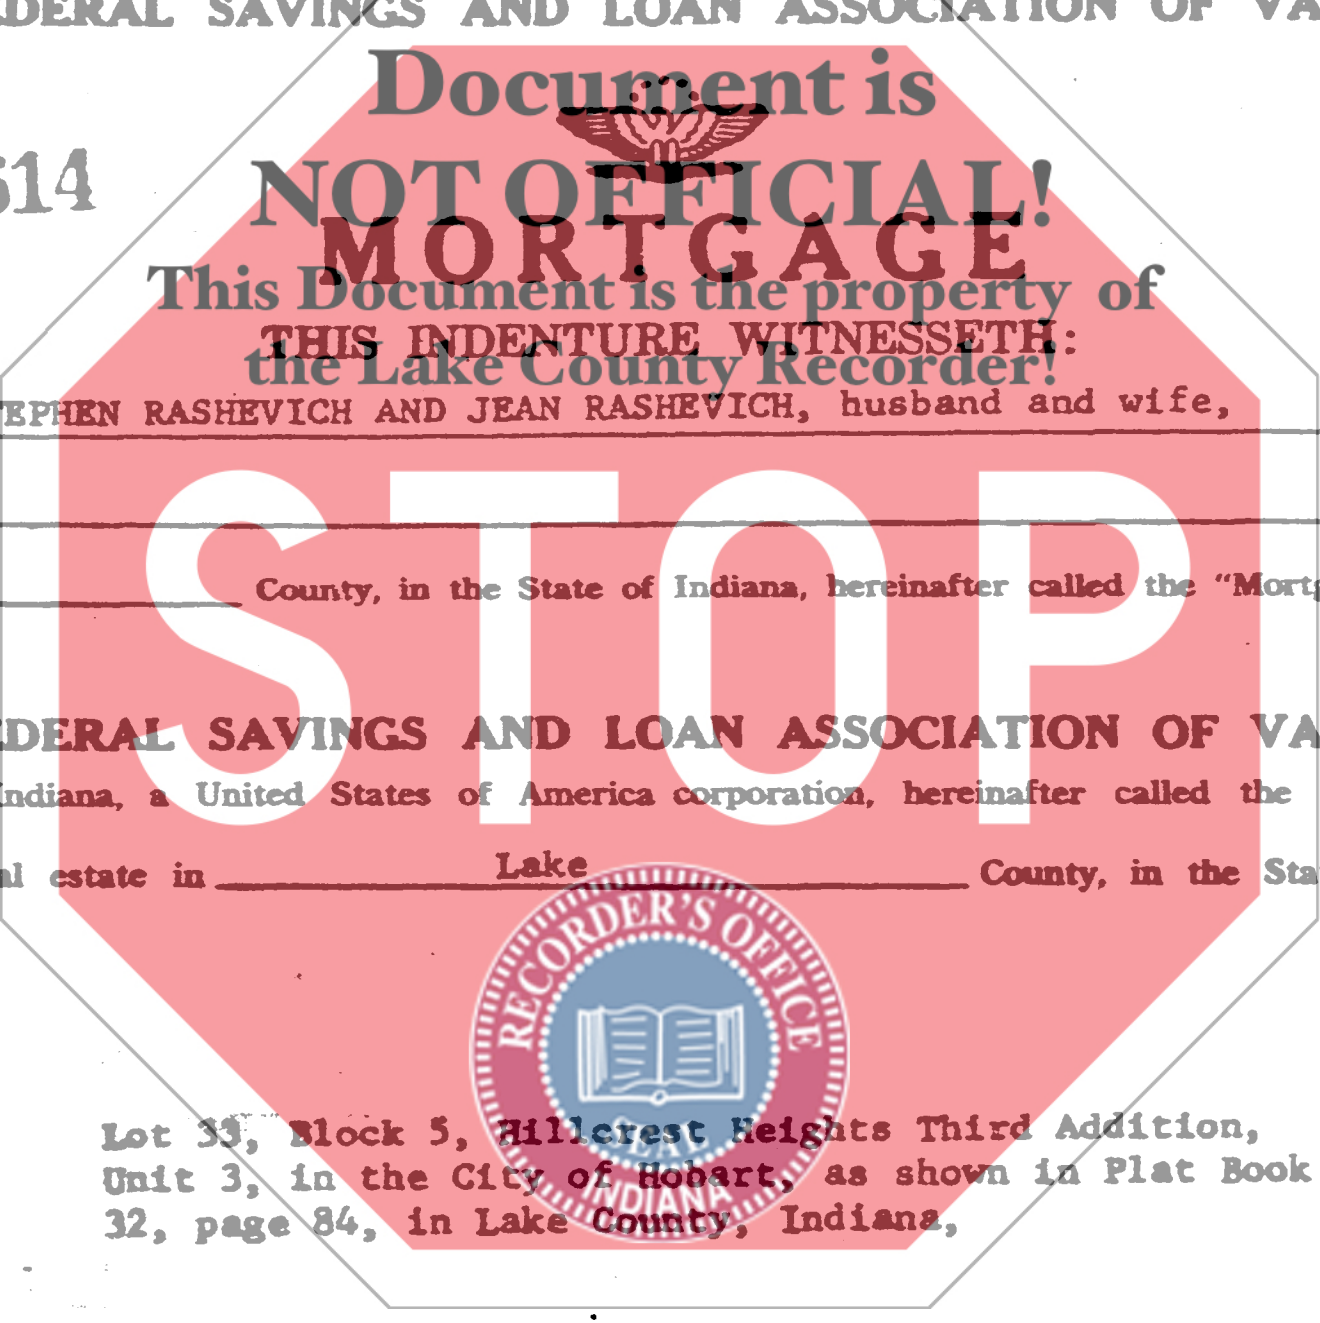 DERAL SAVINGS AND LOAN ASSOCIATION OF VA
Document is
614
NOT OFFICIAL!
MORTGAGE
This Document is the property of
THIS INDENTURE WITNESSETH:
the Lake County Recorder!
EPHEN RASHEVICH AND JEAN RASHEVICH, husband and wife,
STOP
County, in the State of Indiana, hereinafter called the “Mortg
DERAL SAVINGS AND LOAN ASSOCIATION OF VA
Indiana, a United States of America corporation, hereinafter called the
al estate in Lake County, in the Sta
RECORDER'S OFFICE
SEAL
INDIANA
Lot 33, Block 5, Hillcrest Heights Third Addition,
Unit 3, in the City of Hobart, as shown in Plat Book
32, page 84, in Lake County, Indiana,